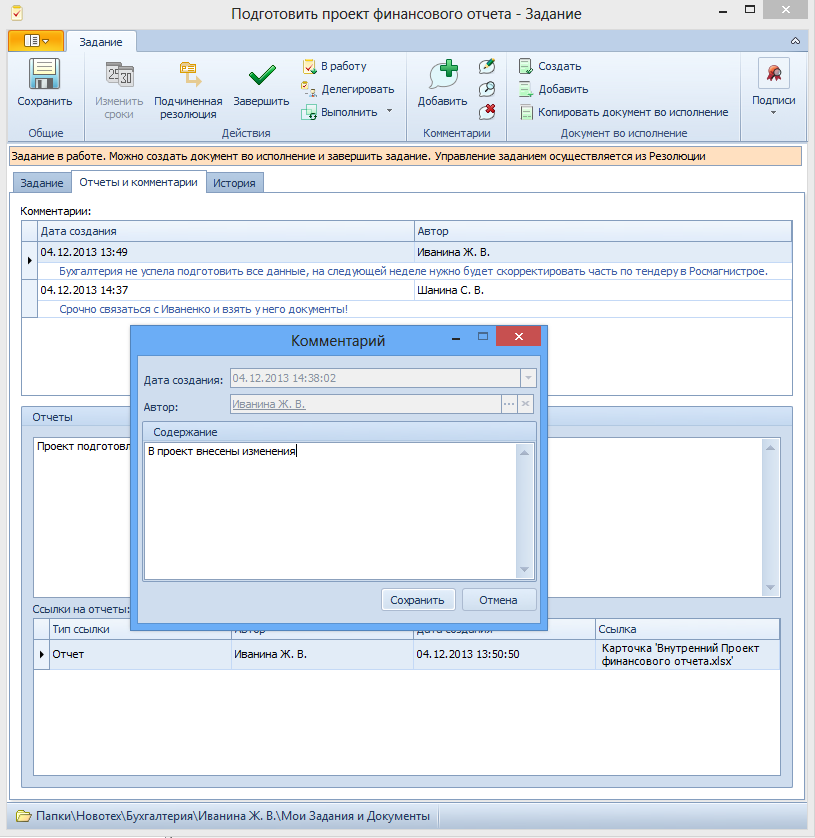 Подготовить проект финансового отчета - Задание
Задание
Сохранить
Изменить сроки
Подчиненная резолюция
Завершить
В работу
Делегировать
Выполнить
Добавить
Создать
Добавить
Копировать документ во исполнение
Подписи
Общие
Действия
Комментарии
Документ во исполнение
Задание в работе. Можно создать документ во исполнение и завершить задание. Управление заданием осуществляется из Резолюции
Задание
Отчеты и комментарии
История
Комментарии:
Дата создания
Автор
04.12.2013 13:49
Иванина Ж. В.
Бухгалтерия не успела подготовить все данные, на следующей неделе нужно будет скорректировать часть по тендеру в Росмагнистрое.
04.12.2013 14:37
Шанина С. В.
Срочно связаться с Иваненко и взять у него документы!
Комментарий
Дата создания:
04.12.2013 14:38:02
Автор:
Иванина Ж. В.
Содержание
В проект внесены изменения
Сохранить
Отмена
Отчеты
Проект подготовл
Ссылки на отчеты:
Тип ссылки
Автор
Дата создания
Ссылка
Отчет
Иванина Ж. В.
04.12.2013 13:50:50
Карточка 'Внутренний Проект
финансового отчета.xlsx'
Папки\Новотех\Бухгалтерия\Иванина Ж. В.\Мои Задания и Документы